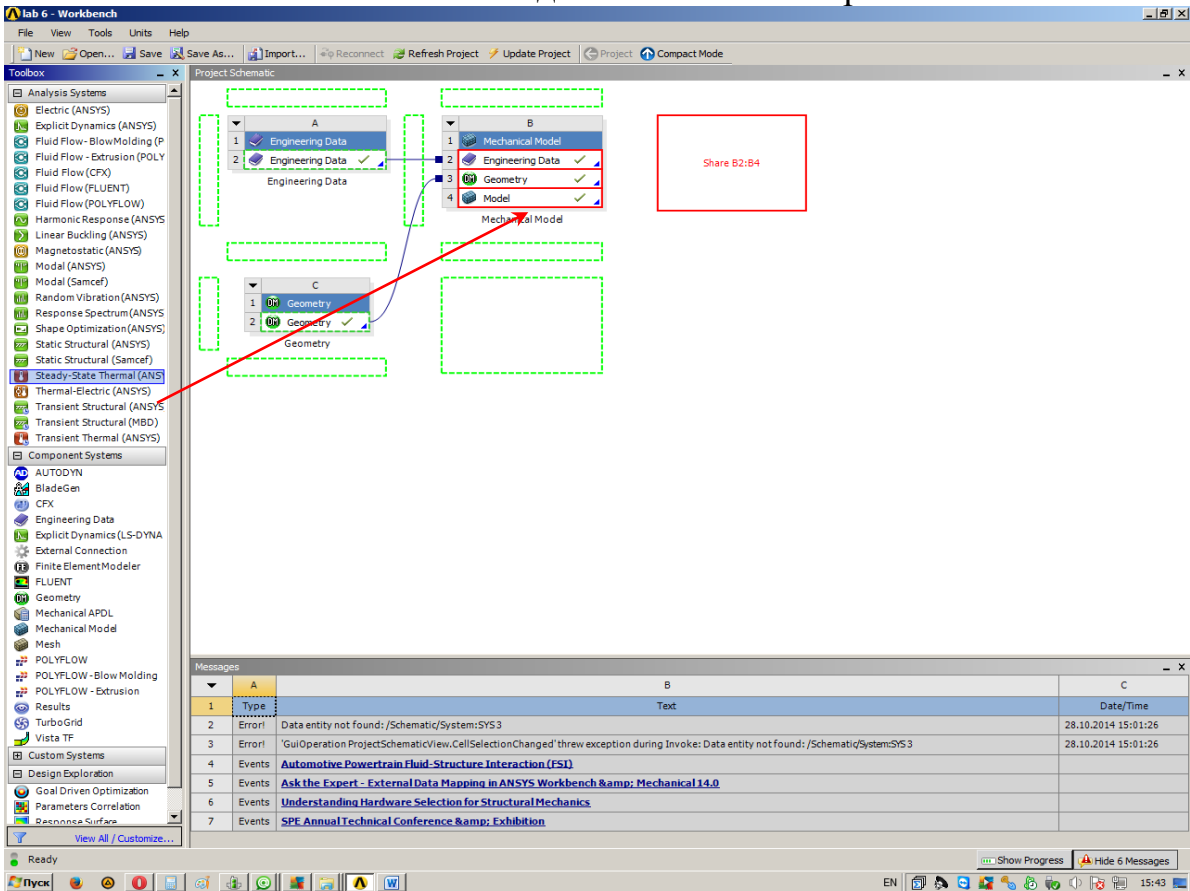 lab 6 - Workbench
File View Tools Units Help
New Open... Save Save As... Import... Reconnect Refresh Project Update Project Project Compact Mode
Toolbox
Analysis Systems
Electric (ANSYS)
Explicit Dynamics (ANSYS)
Fluid Flow-BlowMolding (P
Fluid Flow - Extrusion (POLY
Fluid Flow (CFX)
Fluid Flow (FLUENT)
Fluid Flow (POLYFLOW)
Harmonic Response (ANSYS
Linear Buckling (ANSYS)
Magnetostatic (ANSYS)
Modal (ANSYS)
Modal (Samcef)
Random Vibration (ANSYS)
Response Spectrum (ANSYS
Shape Optimization (ANSYS)
Static Structural (ANSYS)
Static Structural (Samcef)
Steady-State Thermal (ANSY
Thermal-Electric (ANSYS)
Transient Structural (ANSYS
Transient Structural (MBD)
Transient Thermal (ANSYS)
Component Systems
AUTODYN
BladeGen
CFX
Engineering Data
Explicit Dynamics (LS-DYNA
External Connection
Finite Element Modeler
FLUENT
Geometry
Mechanical APDL
Mechanical Model
Mesh
POLYFLOW
POLYFLOW - Blow Molding
POLYFLOW - Extrusion
Results
TurboGrid
Vista TF
Custom Systems
Design Exploration
Goal Driven Optimization
Parameters Correlation
Response Surface
View All / Customize...
Project Schematic
A
1 Engineering Data
2 Engineering Data
Engineering Data
B
1 Mechanical Model
2 Engineering Data
3 Geometry
4 Model
Mechanical Model
Share B2:B4
C
1 Geometry
2 Geometry
Geometry
Messages
A B C
1 Type Text Date/Time
2 Error! Data entity not found: /Schematic/System:SYS 3 28.10.2014 15:01:26
3 Error! 'GuiOperation ProjectSchematicView.CellSelectionChanged' threw exception during Invoke: Data entity not found: /Schematic/System:SYS 3 28.10.2014 15:01:26
4 Events Automotive Powertrain Fluid-Structure Interaction (FSI)
5 Events Ask the Expert - External Data Mapping in ANSYS Workbench &amp; Mechanical 14.0
6 Events Understanding Hardware Selection for Structural Mechanics
7 Events SPE Annual Technical Conference &amp; Exhibition
Ready
Show Progress Hide 6 Messages
Пуск EN 15:43